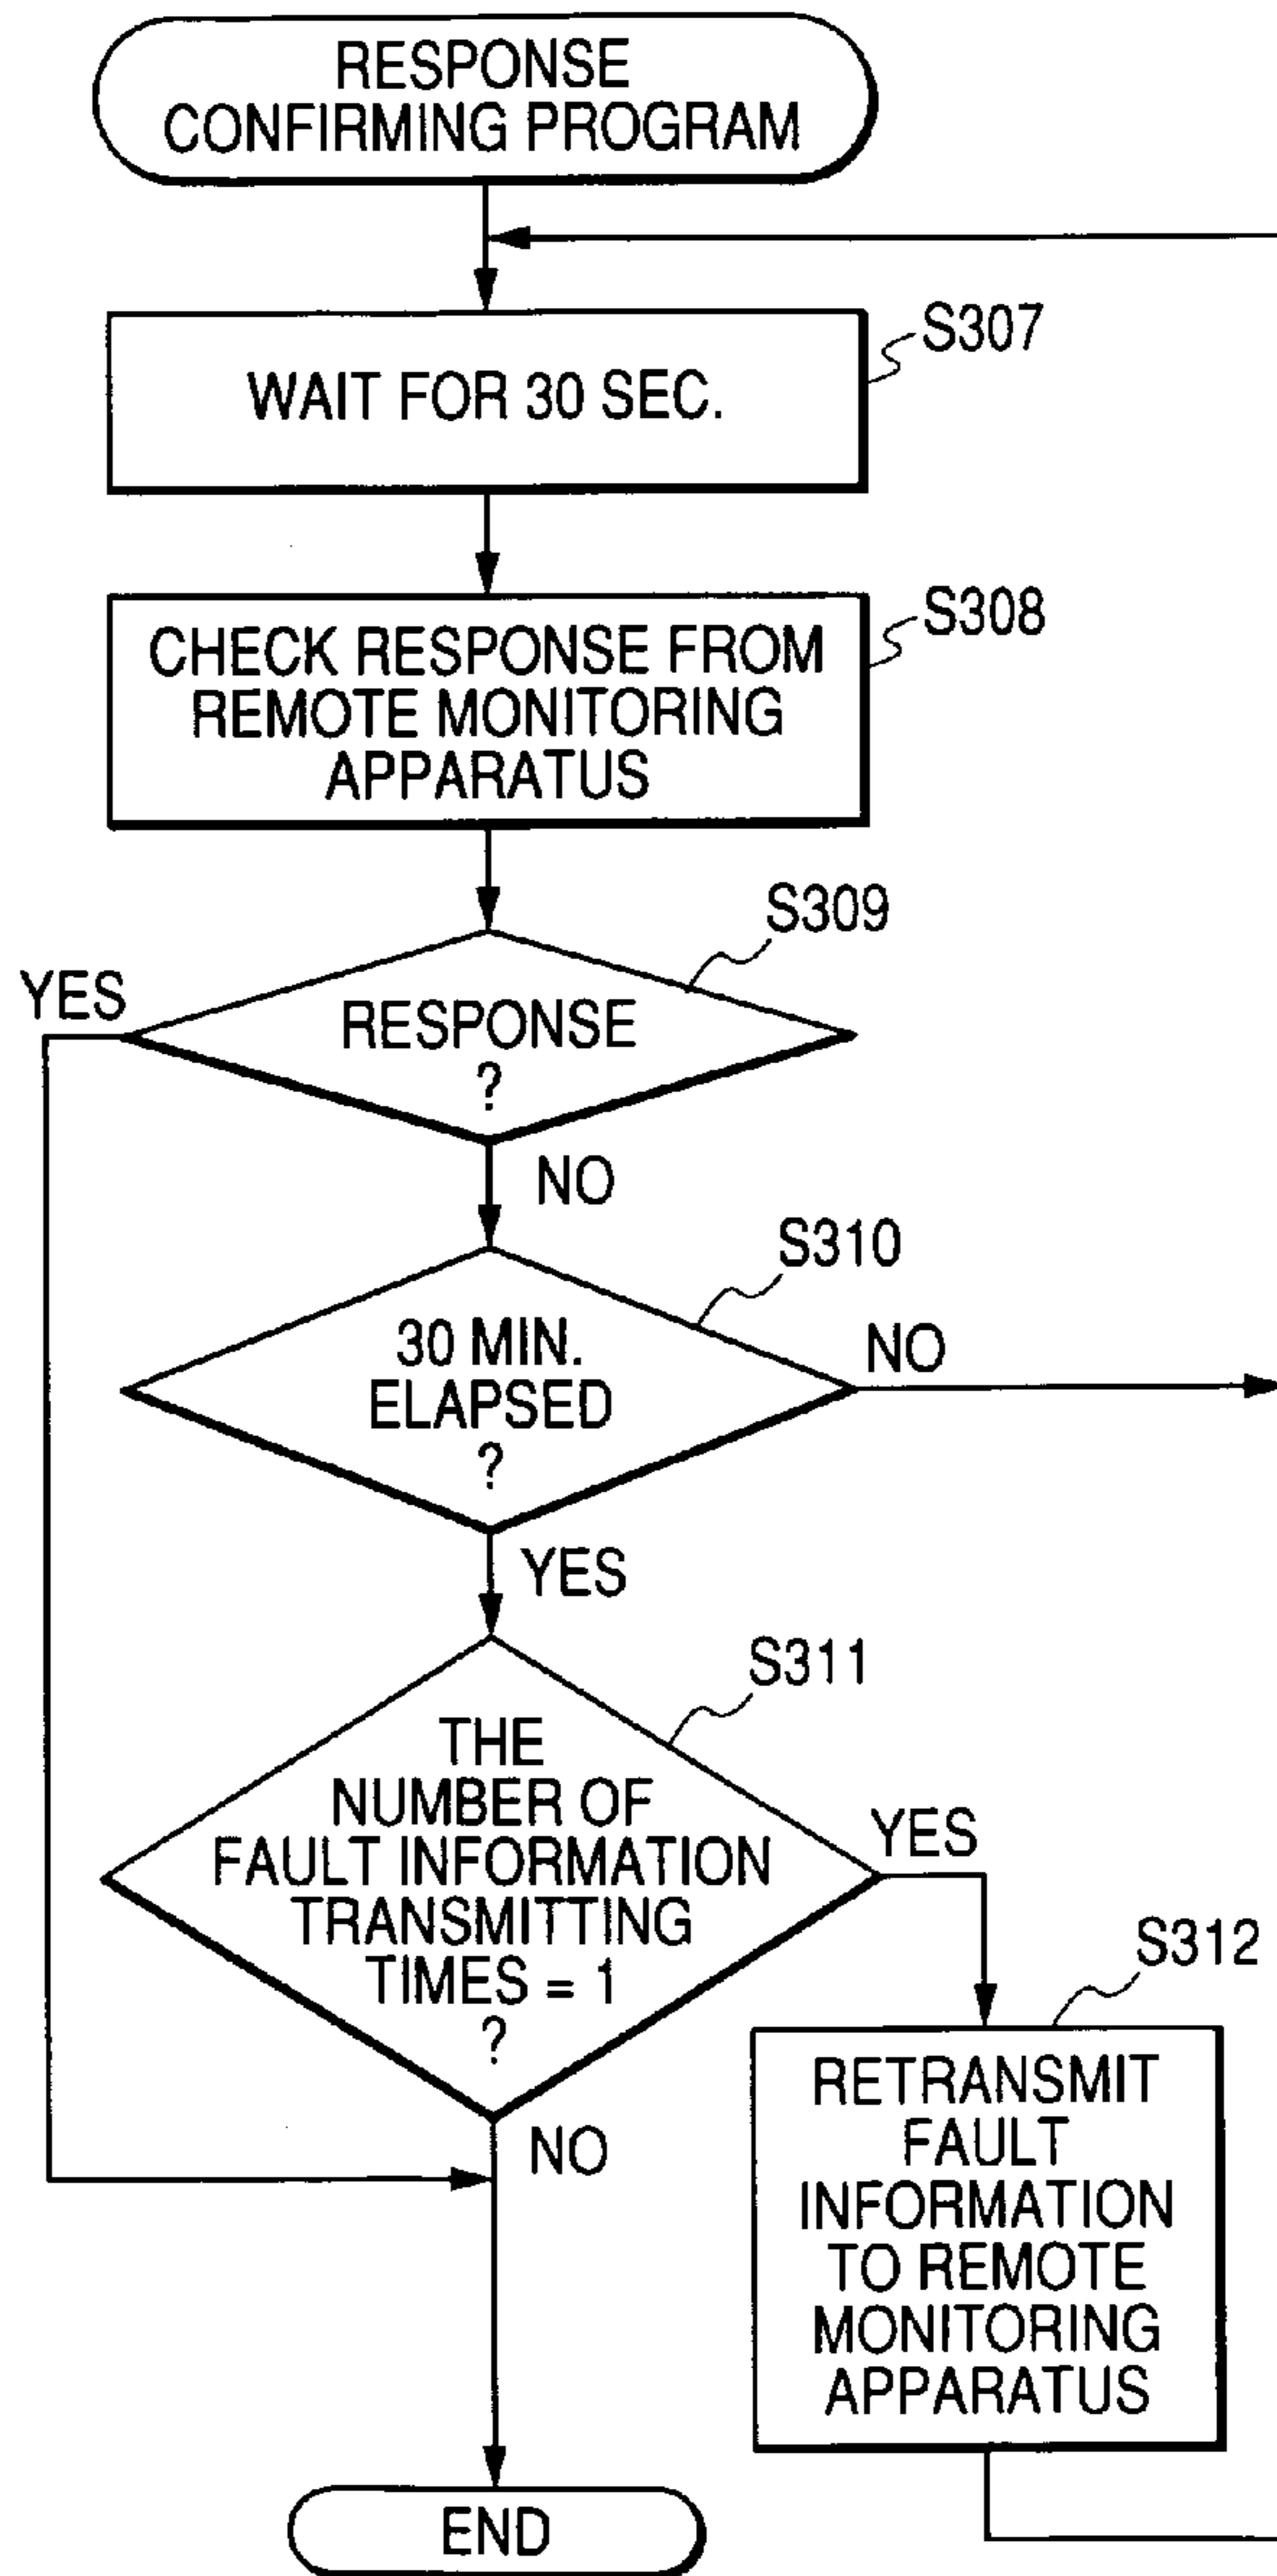 RESPONSE
CONFIRMING PROGRAM
S307
WAIT FOR 30 SEC.
S308
CHECK RESPONSE FROM
REMOTE MONITORING
APPARATUS
S309
YES
RESPONSE
?
NO
S310
30 MIN.
ELAPSED
?
NO
YES
S311
THE
NUMBER OF
FAULT INFORMATION
TRANSMITTING
TIMES = 1
?
YES
S312
NO
RETRANSMIT
FAULT
INFORMATION
TO REMOTE
MONITORING
APPARATUS
END